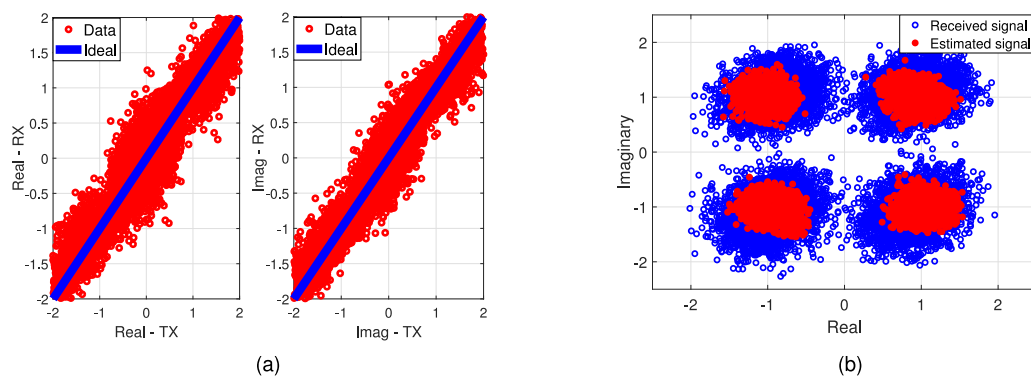 Data
Ideal
2
1.5
1
0.5
0
-0.5
-1
-1.5
-2
Real - RX
-2
-1
0
1
2
Real - TX
Data
Ideal
2
1.5
1
0.5
0
-0.5
-1
-1.5
-2
Imag - RX
-2
-1
0
1
2
Imag - TX
(a)
Received signal
Estimated signal
2
1
0
-1
-2
Imaginary
-2
-1
0
1
2
Real
(b)